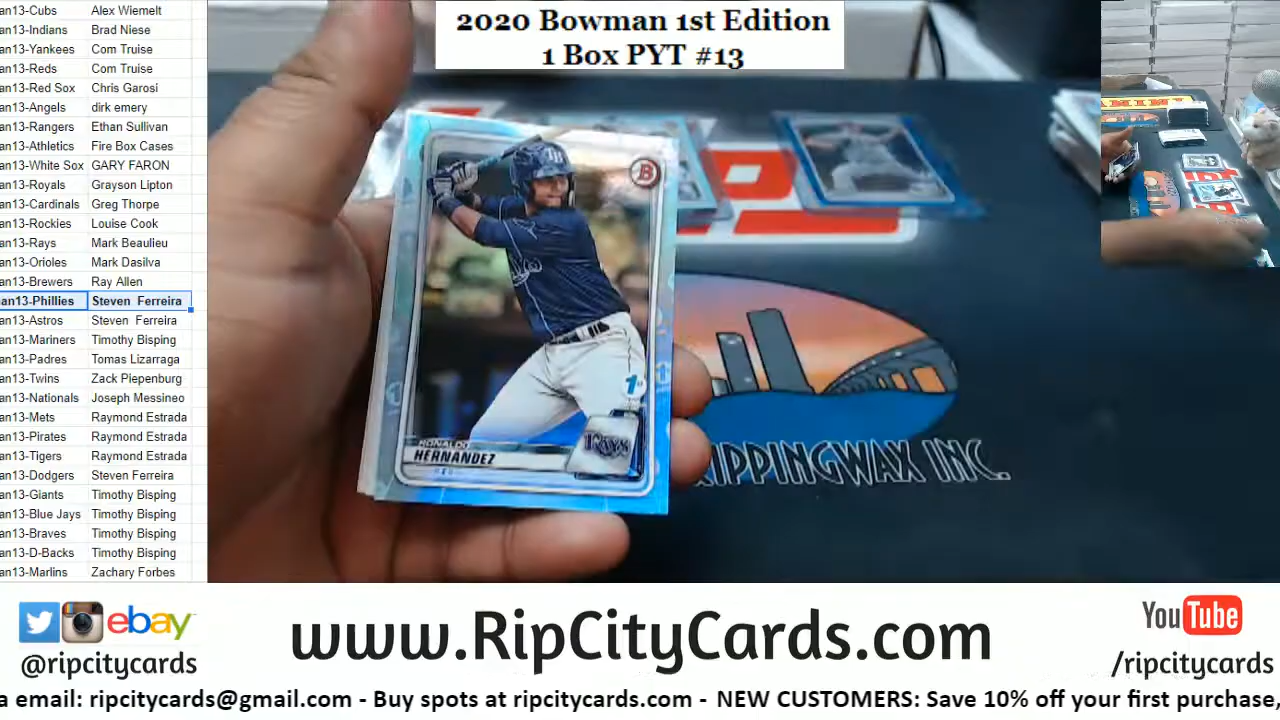 an13-Cubs Alex Wiemelt
an13-Indians Brad Niese
an13-Yankees Com Truise
an13-Reds Com Truise
an13-Red Sox Chris Garosi
an13-Angels dirk emery
an13-Rangers Ethan Sullivan
an13-Athletics Fire Box Cases
an13-White Sox GARY FARON
an13-Royals Grayson Lipton
an13-Cardinals Greg Thorpe
an13-Rockies Louise Cook
an13-Rays Mark Beaulieu
an13-Orioles Mark Dasilva
an13-Brewers Ray Allen
an13-Phillies Steven Ferreira
an13-Astros Steven Ferreira
an13-Mariners Timothy Bisping
an13-Padres Tomas Lizarraga
an13-Twins Zack Piepenburg
an13-Nationals Joseph Messineo
an13-Mets Raymond Estrada
an13-Pirates Raymond Estrada
an13-Tigers Raymond Estrada
an13-Dodgers Steven Ferreira
an13-Giants Timothy Bisping
an13-Blue Jays Timothy Bisping
an13-Braves Timothy Bisping
an13-D-Backs Timothy Bisping
an13-Marlins Zachary Forbes
2020 Bowman 1st Edition
1 Box PYT #13
B
TB
1st
RONALDO
HERNANDEZ
RAYS
RIPPINGWAX INC.
PANINI
ebay
@ripcitycards
www.RipCityCards.com
YouTube
/ripcitycards
a email: ripcitycards@gmail.com - Buy spots at ripcitycards.com - NEW CUSTOMERS: Save 10% off your first purchase,